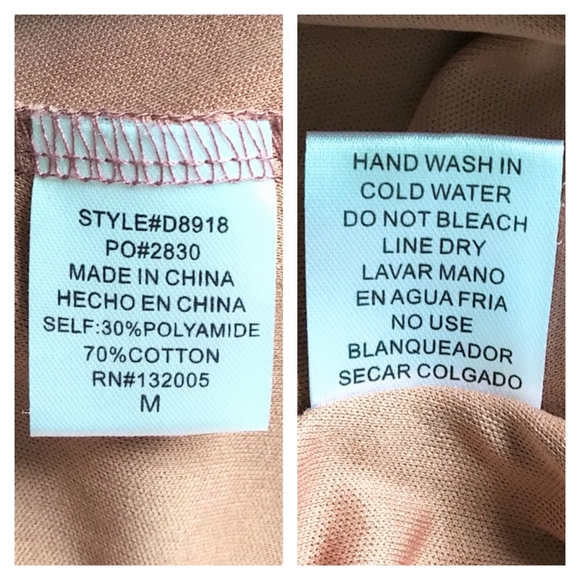 STYLE#D8918
PO#2830
MADE IN CHINA
HECHO EN CHINA
SELF:30%POLYAMIDE
70%COTTON
RN#132005
M
HAND WASH IN
COLD WATER
DO NOT BLEACH
LINE DRY
LAVAR MANO
EN AGUA FRIA
NO USE
BLANQUEADOR
SECAR COLGADO